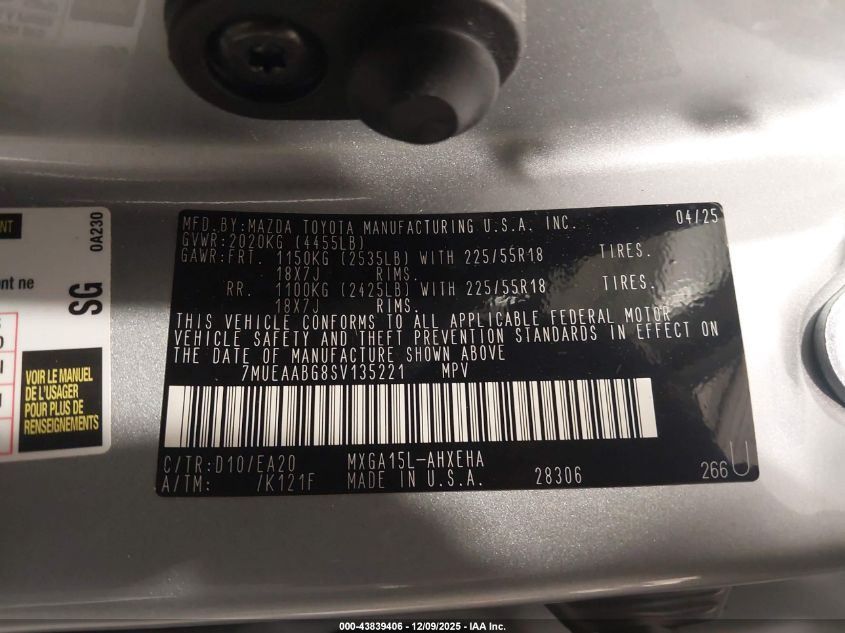 0A230
SG
VOIR LE MANUEL
DE L'USAGER
POUR PLUS DE
RENSEIGNEMENTS
MFD.BY:MAZDA TOYOTA MANUFACTURING U.S.A. INC. 04/25
GVWR:2020KG (4455LB)
GAWR:FRT. 1150KG (2535LB) WITH 225/55R18 TIRES.
18X7J RIMS.
RR. 1100KG (2425LB) WITH 225/55R18 TIRES.
18X7J RIMS.
THIS VEHICLE CONFORMS TO ALL APPLICABLE FEDERAL MOTOR
VEHICLE SAFETY AND THEFT PREVENTION STANDARDS IN EFFECT ON
THE DATE OF MANUFACTURE SHOWN ABOVE
7MUEAABG8SV135221 MPV
C/TR:D10/EA20 MXGA15L-AHXEHA
A/TM: /K121F MADE IN U.S.A. 28306 266U
000-43839406 - 12/09/2025 - IAA Inc.